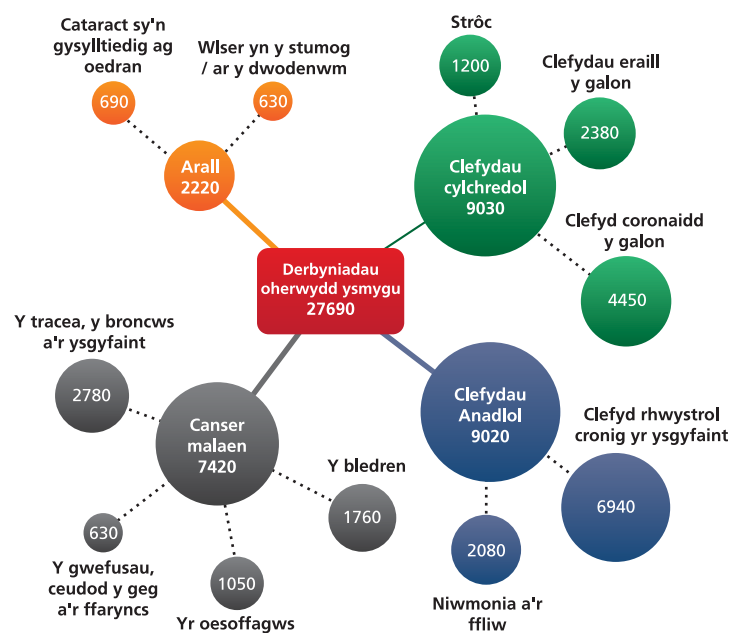 Cataract sy'n
gysylltiedig ag
oedran
690
Wlser yn y stumog
/ ar y dwodenwm
630
Arall
2220
Strôc
1200
Clefydau eraill
y galon
2380
Clefydau
cylchredol
9030
Clefyd coronaidd
y galon
4450
Derbyniadau
oherwydd ysmygu
27690
Y tracea, y broncws
a'r ysgyfaint
2780
Canser
malaen
7420
Y bledren
1760
630
Y gwefusau,
ceudod y geg
a'r ffaryncs
1050
Yr oesoffagws
Clefydau
Anadlol
9020
Clefyd rhwystrol
cronig yr ysgyfaint
6940
2080
Niwmonia a'r
ffliw